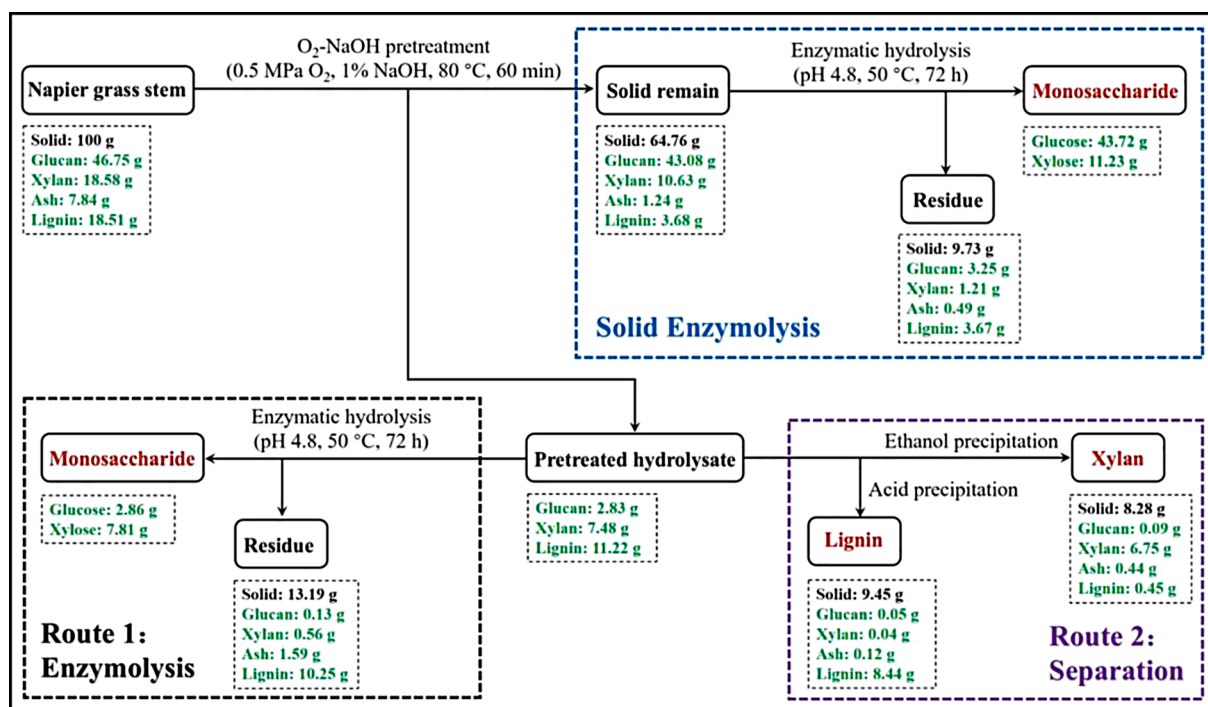 O₂-NaOH pretreatment
(0.5 MPa O₂, 1% NaOH, 80 °C, 60 min)
Napier grass stem
Solid: 100 g
Glucan: 46.75 g
Xylan: 18.58 g
Ash: 7.84 g
Lignin: 18.51 g
Enzymatic hydrolysis
(pH 4.8, 50 °C, 72 h)
Solid remain
Solid: 64.76 g
Glucan: 43.08 g
Xylan: 10.63 g
Ash: 1.24 g
Lignin: 3.68 g
Monosaccharide
Glucose: 43.72 g
Xylose: 11.23 g
Residue
Solid: 9.73 g
Glucan: 3.25 g
Xylan: 1.21 g
Ash: 0.49 g
Lignin: 3.67 g
Solid Enzymolysis
Enzymatic hydrolysis
(pH 4.8, 50 °C, 72 h)
Monosaccharide
Glucose: 2.86 g
Xylose: 7.81 g
Residue
Solid: 13.19 g
Glucan: 0.13 g
Xylan: 0.56 g
Ash: 1.59 g
Lignin: 10.25 g
Route 1:
Enzymolysis
Pretreated hydrolysate
Glucan: 2.83 g
Xylan: 7.48 g
Lignin: 11.22 g
Ethanol precipitation
Acid precipitation
Xylan
Solid: 8.28 g
Glucan: 0.09 g
Xylan: 6.75 g
Ash: 0.44 g
Lignin: 0.45 g
Lignin
Solid: 9.45 g
Glucan: 0.05 g
Xylan: 0.04 g
Ash: 0.12 g
Lignin: 8.44 g
Route 2:
Separation